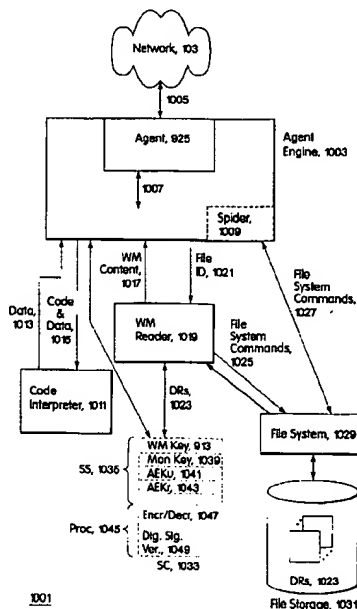 Network, 103
1005
Agent, 925
Agent
Engine, 1003
1007
Spider,
1009
WM
Content,
1017
File
ID, 1021
File
System
Commands,
1027
Data,
1013
Code
&
Data,
1015
WM
Reader, 1019
File
System
Commands,
1025
Code
Interpreter, 1011
DRs,
1023
File System, 1029
WM Key, 913
Mon Key, 1039
SS, 1035
AEKu, 1041
AEKr, 1043
Encr/Decr, 1047
Proc, 1045
Dig. Sig.
Ver., 1049
SC, 1033
DRs, 1023
1001
File Storage, 1031